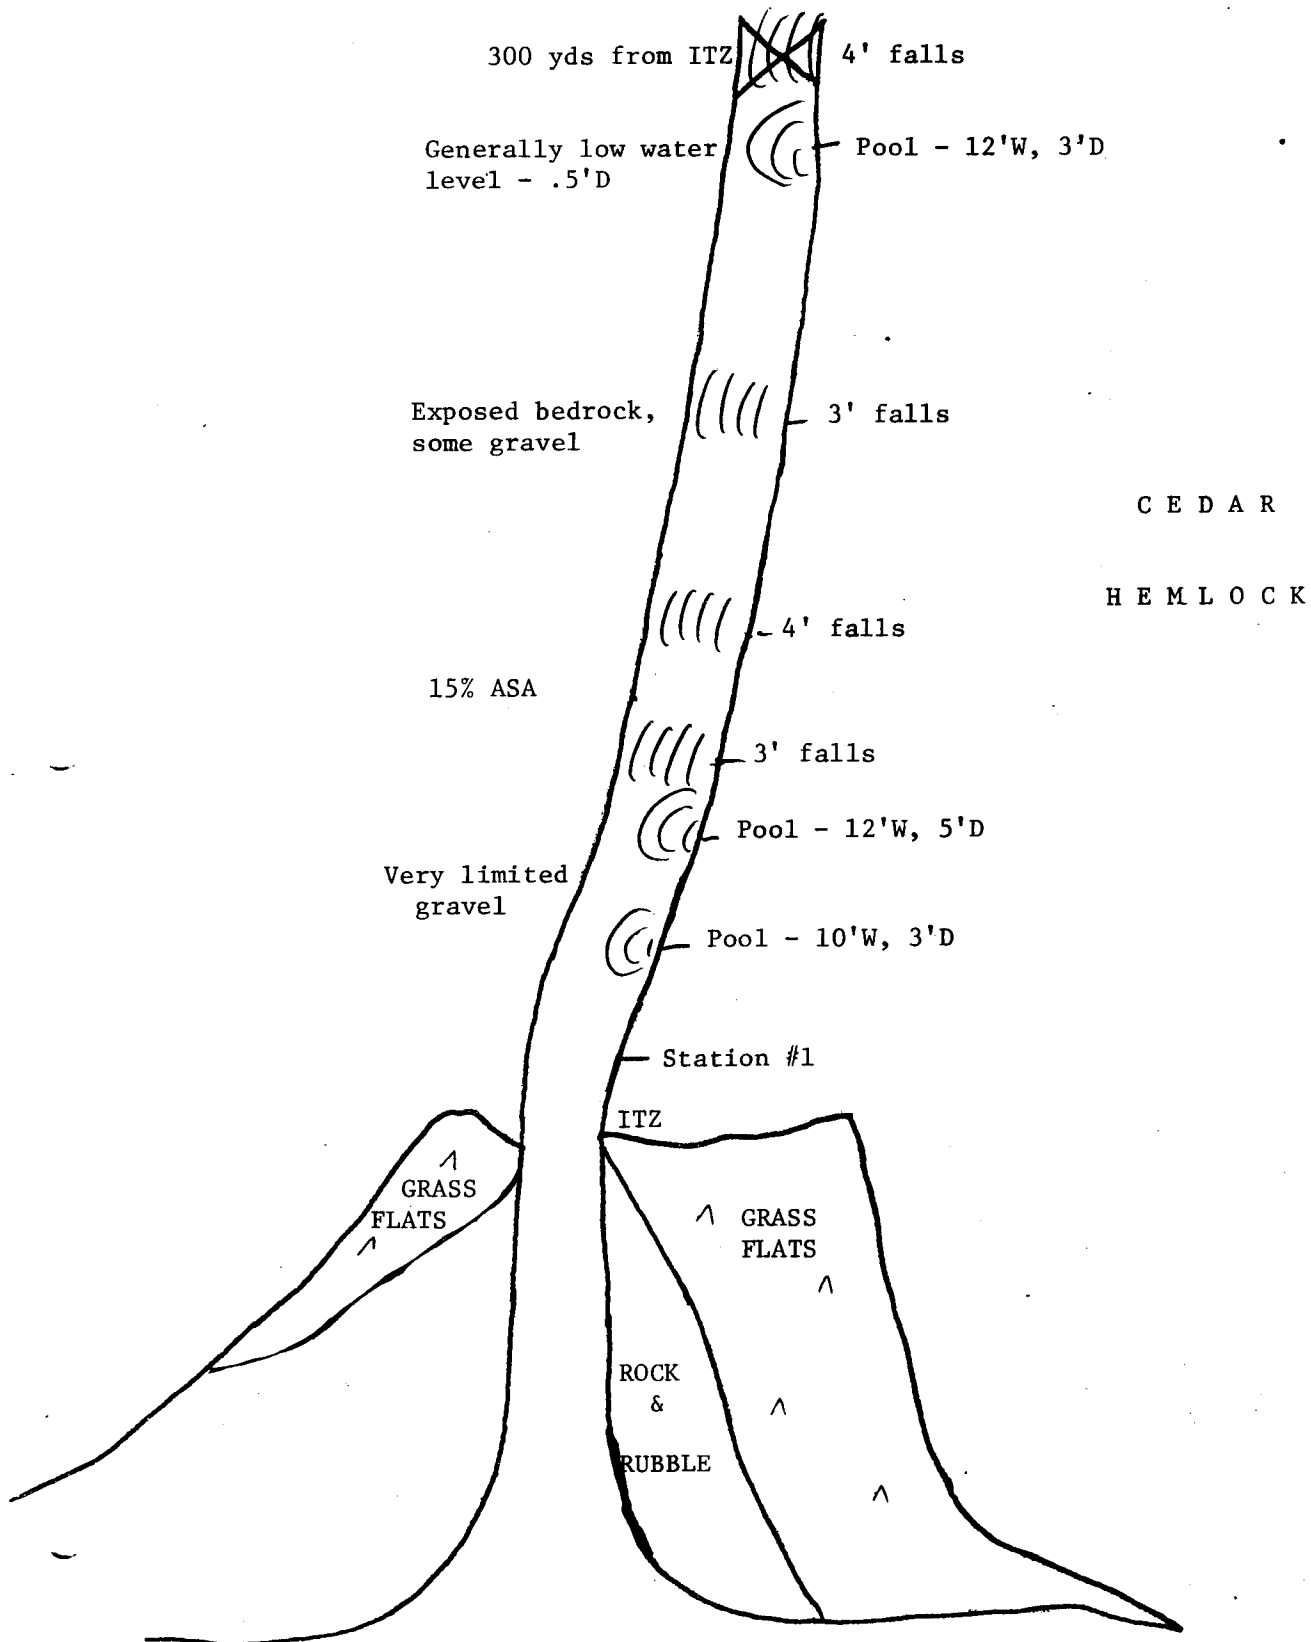 300 yds from ITZ
4' falls
Generally low water
level - .5'D
Pool - 12'W, 3'D
Exposed bedrock,
some gravel
3' falls
C E D A R
H E M L O C K
4' falls
15% ASA
3' falls
Pool - 12'W, 5'D
Very limited
gravel
Pool - 10'W, 3'D
Station #1
ITZ
GRASS
FLATS
GRASS
FLATS
ROCK
&
RUBBLE